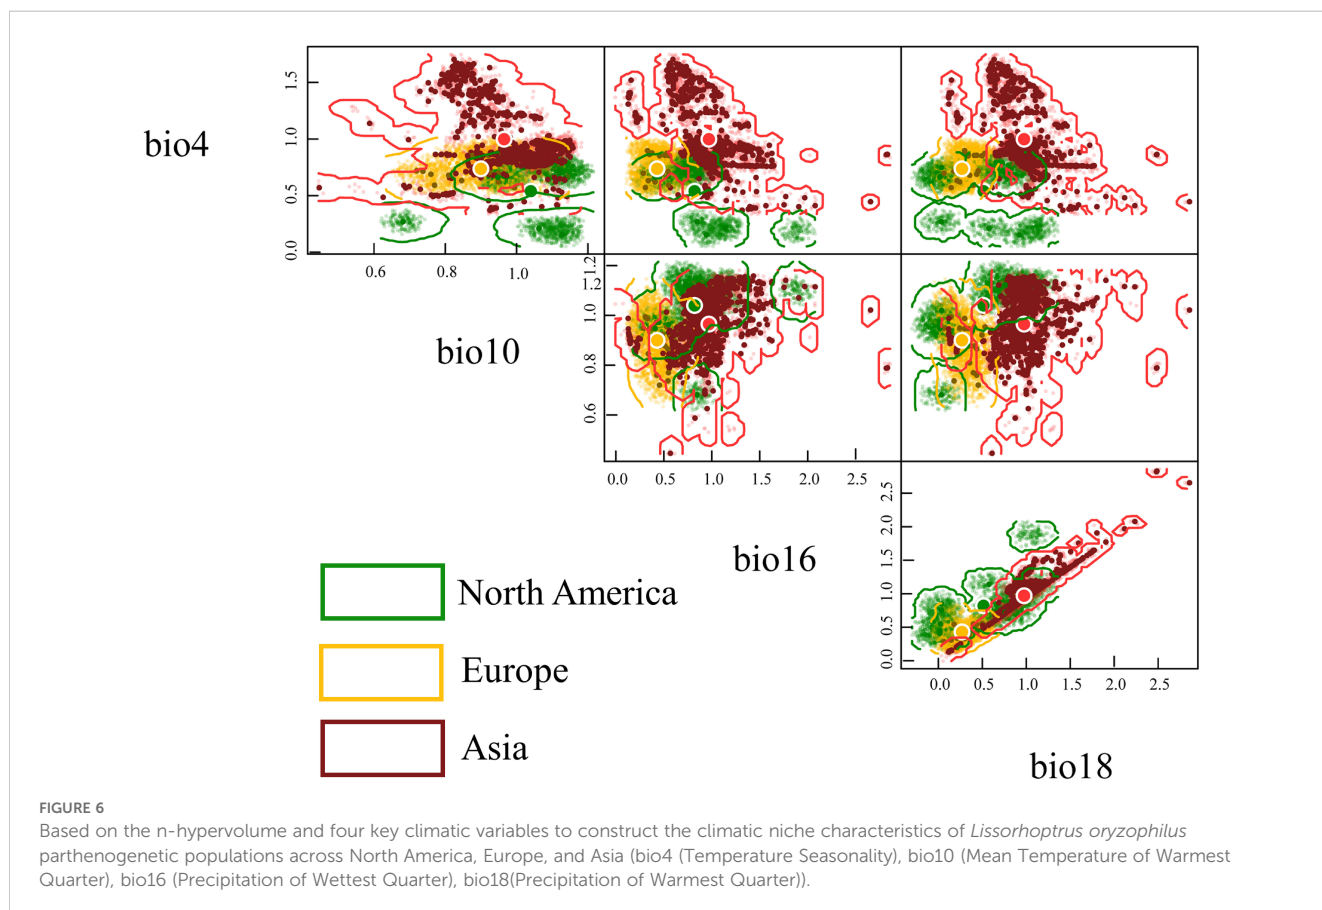 bio4
1.5
1.0
0.5
0.0
0.6 0.8 1.0
bio10
1.2
1.2
1.0
0.8
0.6
0.0 0.5 1.0 1.5 2.0 2.5
bio16
2.5
2.0
1.5
1.0
0.5
0.0
0.0 0.5 1.0 1.5 2.0 2.5
bio18
North America
Europe
Asia
FIGURE 6
Based on the n-hypervolume and four key climatic variables to construct the climatic niche characteristics of Lissorhoptrus oryzophilus
parthenogenetic populations across North America, Europe, and Asia (bio4 (Temperature Seasonality), bio10 (Mean Temperature of Warmest
Quarter), bio16 (Precipitation of Wettest Quarter), bio18(Precipitation of Warmest Quarter)).